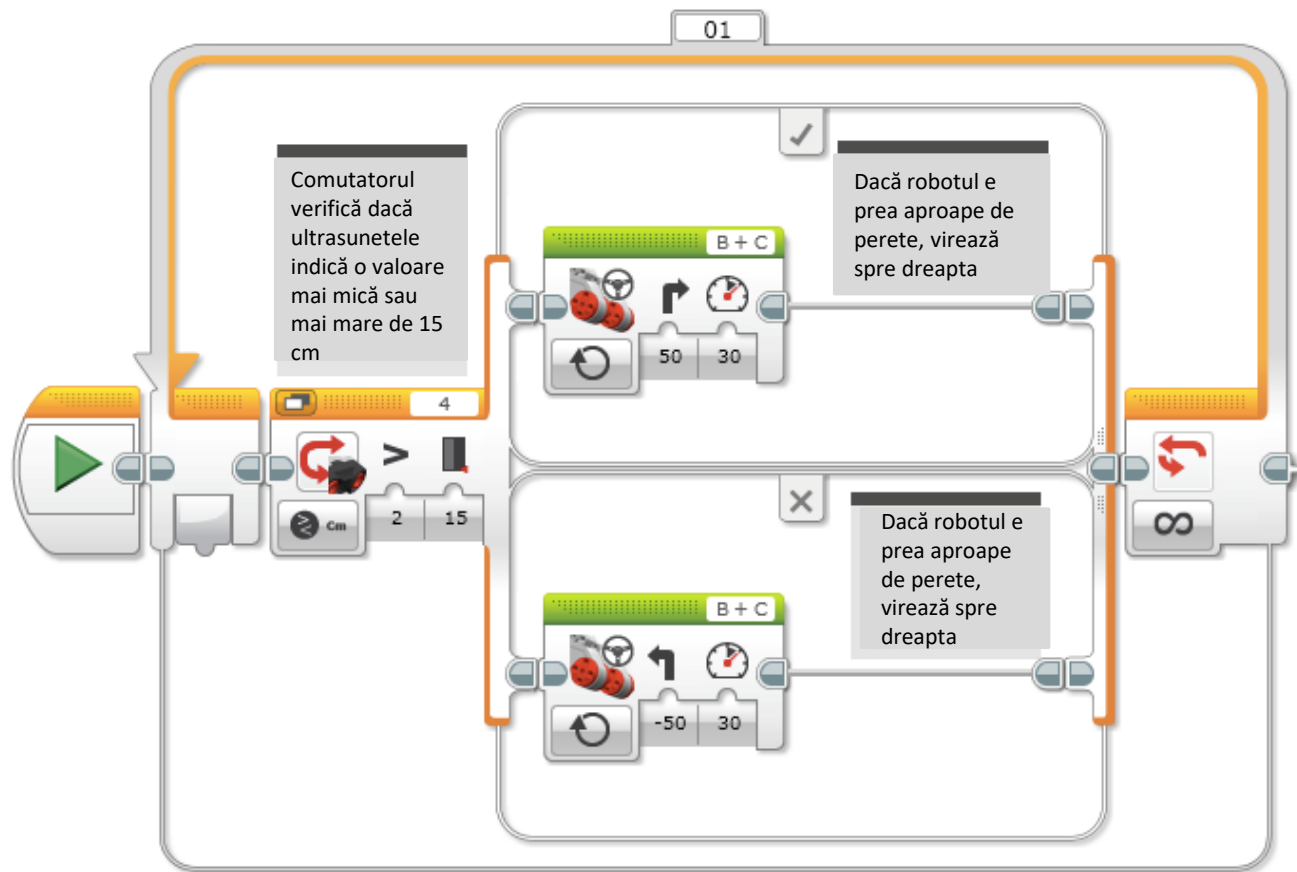 01
Comutatorul
verifică dacă
ultrasunetele
indică o valoare
mai mică sau
mai mare de 15
cm
Dacă robotul e
prea aproape de
perete, virează
spre dreapta
B + C
50 30
4
>
Cm
2 15
Dacă robotul e
prea aproape
de perete,
virează spre
dreapta
B + C
-50 30
∞